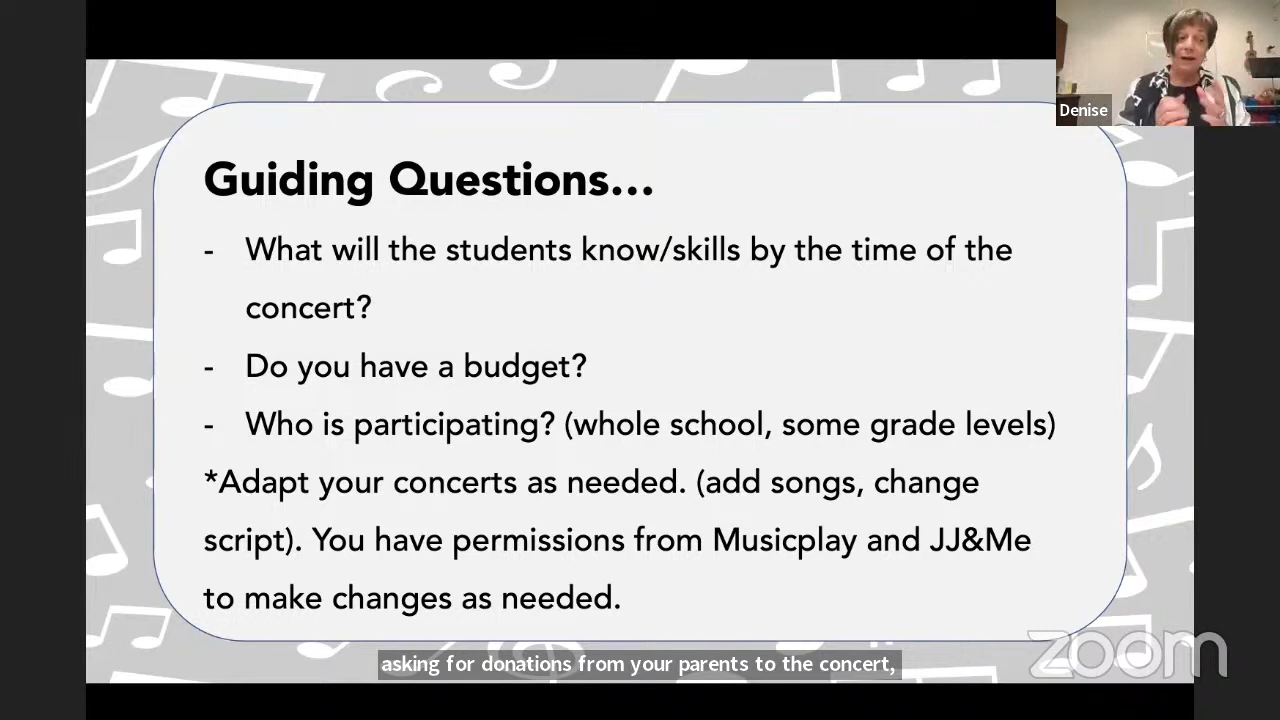 Denise
Guiding Questions...
- What will the students know/skills by the time of the
concert?
- Do you have a budget?
- Who is participating? (whole school, some grade levels)
*Adapt your concerts as needed. (add songs, change
script). You have permissions from Musicplay and JJ&Me
to make changes as needed.
asking for donations from your parents to the concert,
zoom